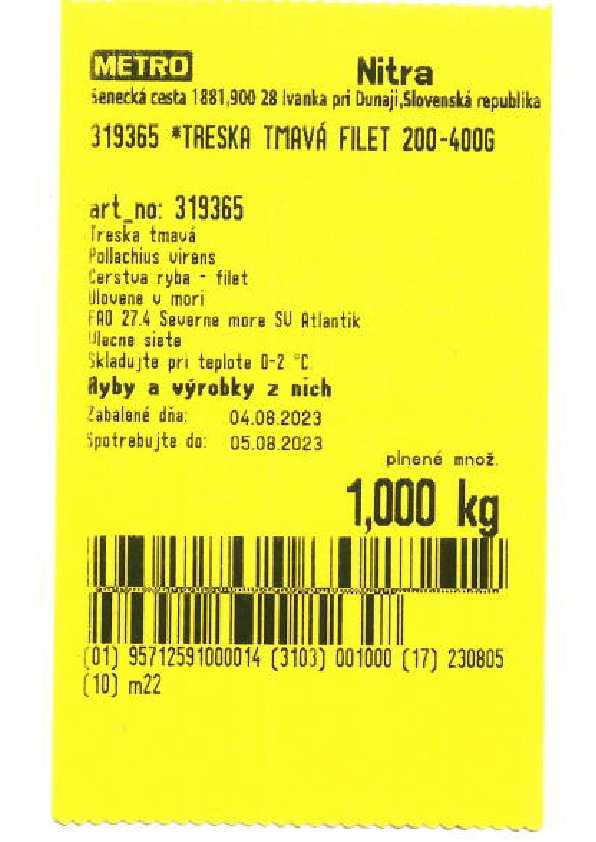 METRO Nitra
Senecká cesta 1881,900 28 Ivanka pri Dunaji,Slovenská republika
319365 *TRESKA TMAVÁ FILET 200-400G
art_no: 319365
Treska tmavá
Pollachius virens
Cerstva ryba - filet
Ulovene v mori
FAO 27.4 Severne more SV Atlantik
Vlecne siete
Skladujte pri teplote 0-2 °C
Ryby a výrobky z nich
Zabalené dňa: 04.08.2023
Spotrebujte do: 05.08.2023
plnené množ.
1,000 kg
(01) 95712591000014 (3103) 001000 (17) 230805
(10) m22